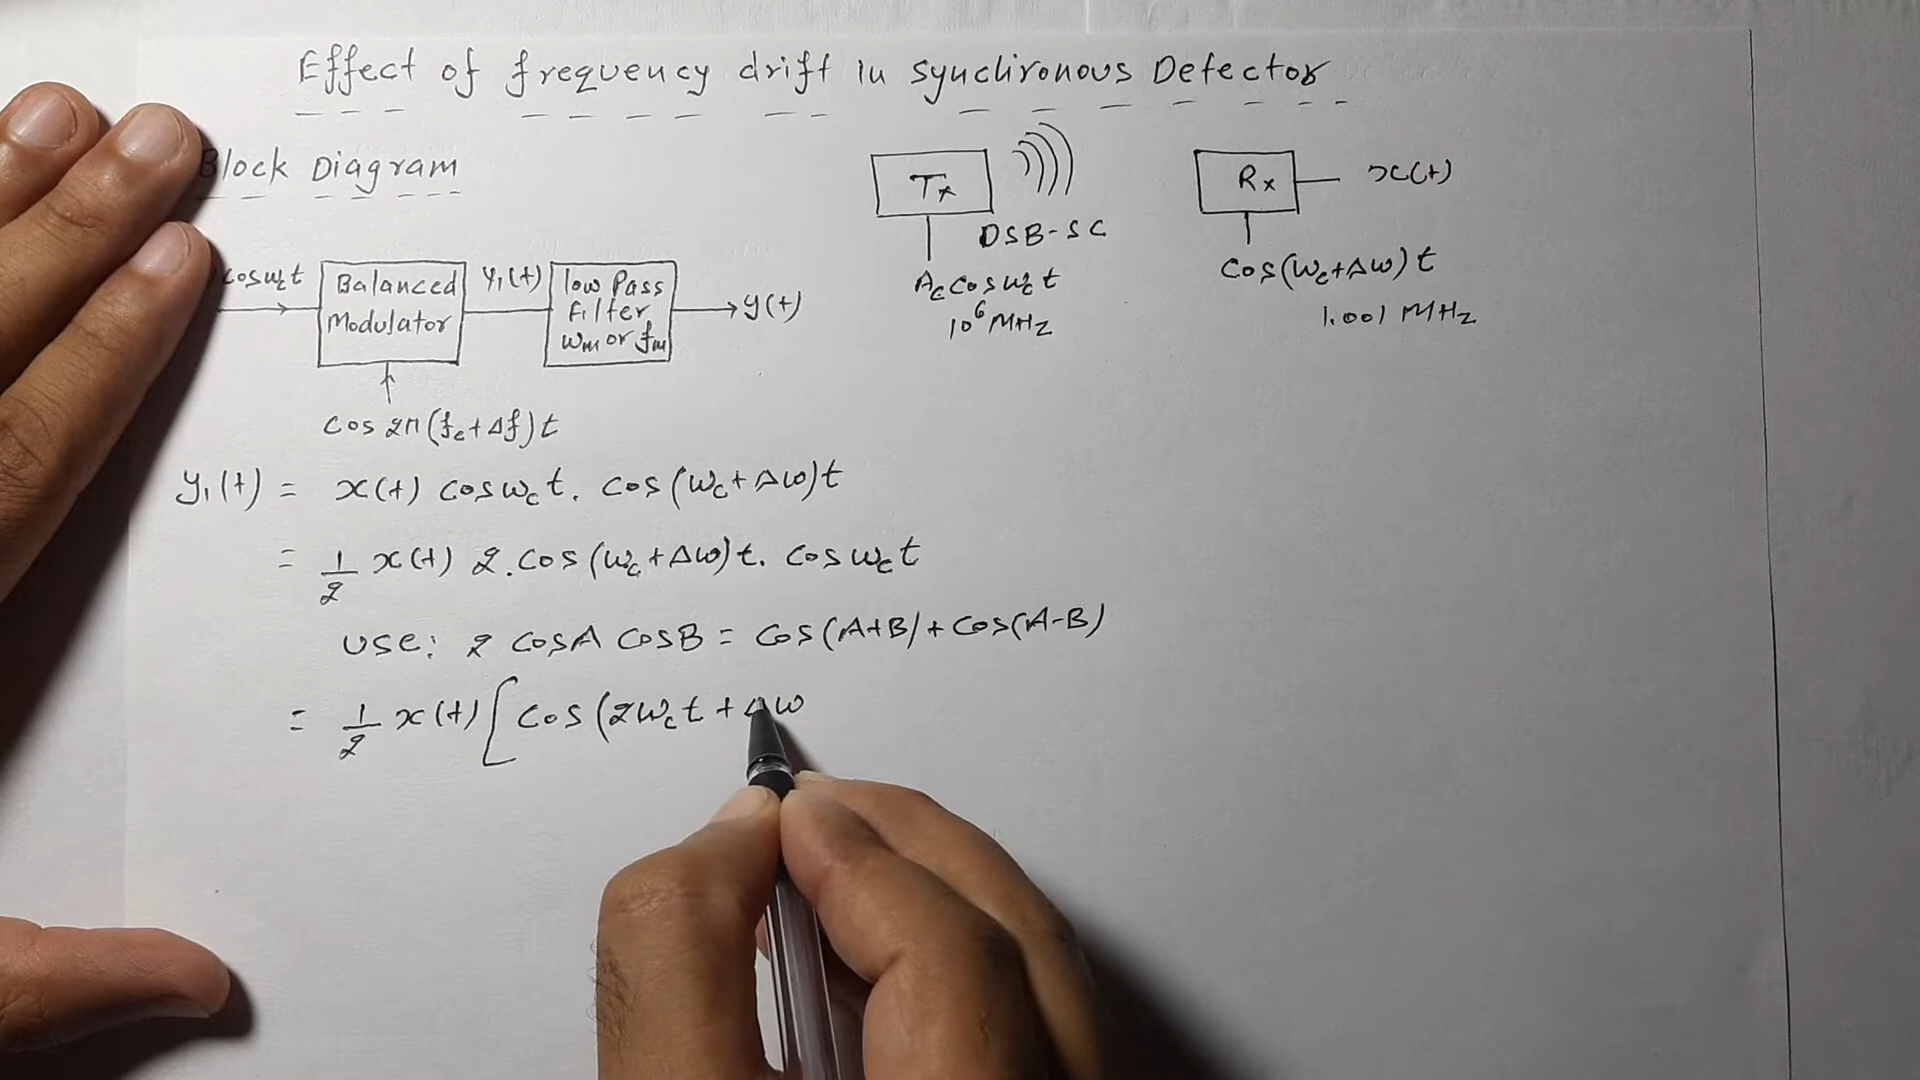 Effect of frequency drift in Synchronous Detector
Block Diagram
Tx
DSB-SC
Ac cos ωct
10⁶ MHz
Rx
x(t)
Cos(ωc+Δω)t
1.001 MHz
cosωct
Balanced Modulator
y₁(t)
low Pass Filter ωm or fm
y(t)
Cos 2π(fc+Δf)t
y₁(t) = x(t) cosωct. cos(ωc+Δω)t
= 1/2 x(t) 2.cos(ωc+Δω)t. cosωct
use: 2 cosA cosB = cos(A+B)+cos(A-B)
= 1/2 x(t)[cos(2ωct+Δω